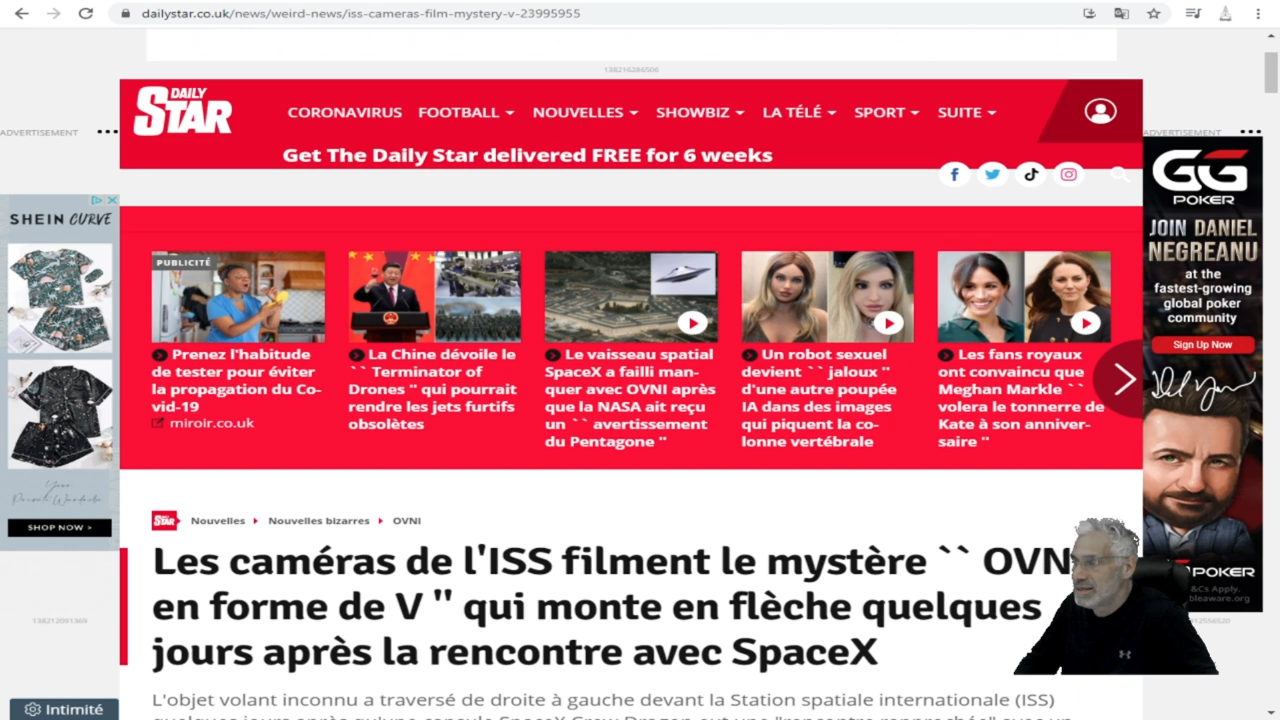 dailystar.co.uk/news/weird-news/iss-cameras-film-mystery-v-23995955
138216286506
DAILY
STAR
CORONAVIRUS FOOTBALL NOUVELLES SHOWBIZ LA TÉLÉ SPORT SUITE
Get The Daily Star delivered FREE for 6 weeks
ADVERTISEMENT
SHEIN CURVE
SHOP NOW >
138212091369
Intimité
PUBLICITÉ
Prenez l'habitude
de tester pour éviter
la propagation du Co-
vid-19
miroir.co.uk
La Chine dévoile le
`` Terminator of
Drones " qui pourrait
rendre les jets furtifs
obsolètes
Le vaisseau spatial
SpaceX a failli man-
quer avec OVNI après
que la NASA ait reçu
un `` avertissement
du Pentagone "
Un robot sexuel
devient `` jaloux "
d'une autre poupée
IA dans des images
qui piquent la co-
lonne vertébrale
Les fans royaux
ont convaincu que
Meghan Markle ``
volera le tonnerre de
Kate à son anniver-
saire "
STAR
Nouvelles Nouvelles bizarres OVNI
Les caméras de l'ISS filment le mystère `` OVN
en forme de V " qui monte en flèche quelques
jours après la rencontre avec SpaceX
L'objet volant inconnu a traversé de droite à gauche devant la Station spatiale internationale (ISS)
ADVERTISEMENT
GG
POKER
JOIN DANIEL
NEGREANU
at the
fastest-growing
global poker
community
Sign Up Now
POKER
&Cs Apply.
bleaware.org